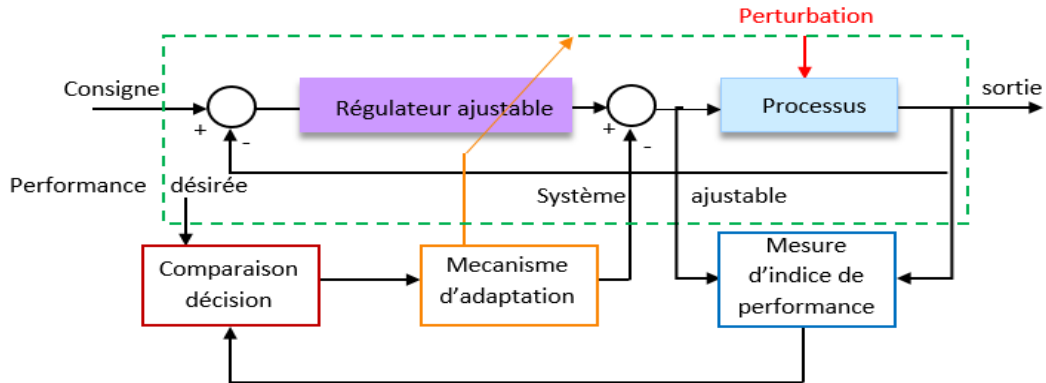 Perturbation
Consigne
Régulateur ajustable
Processus
sortie
+
-
+
-
Performance désirée
Système ajustable
Comparaison
décision
Mecanisme
d'adaptation
Mesure
d'indice de
performance